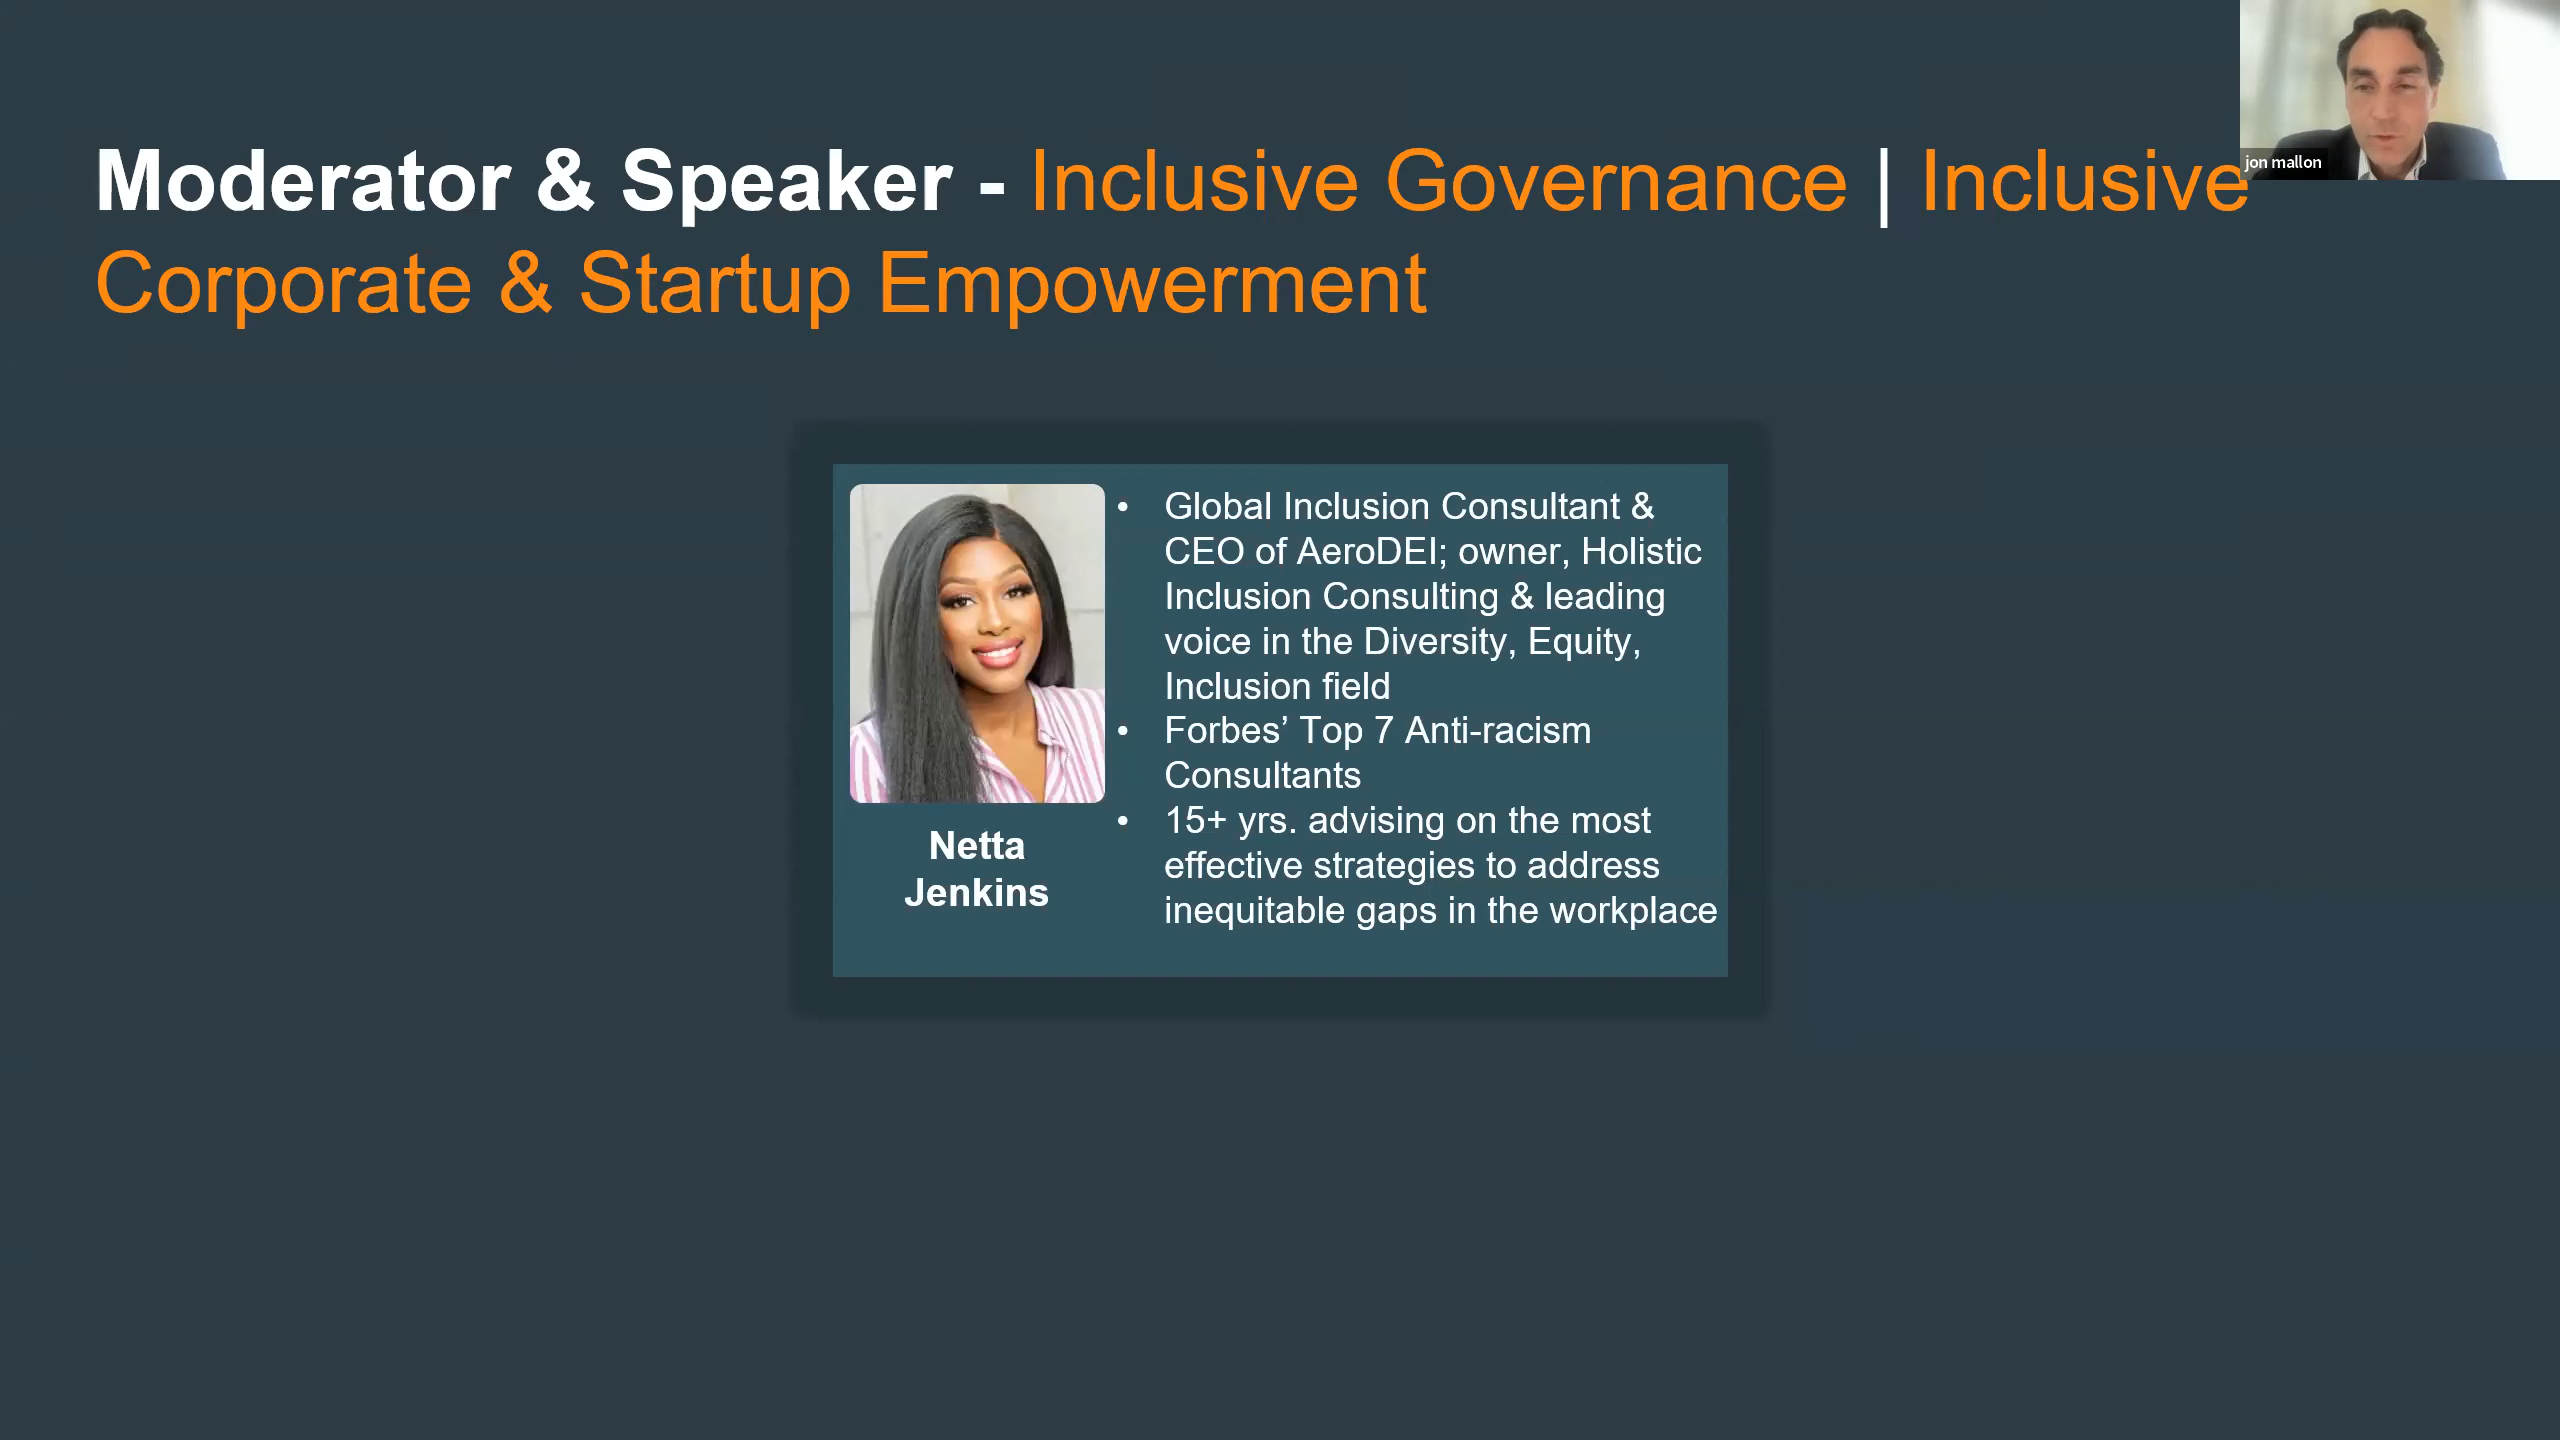 Moderator & Speaker - Inclusive Governance | Inclusive
Corporate & Startup Empowerment
jon mallon
Netta
Jenkins
• Global Inclusion Consultant &
CEO of AeroDEI; owner, Holistic
Inclusion Consulting & leading
voice in the Diversity, Equity,
Inclusion field
• Forbes’ Top 7 Anti-racism
Consultants
• 15+ yrs. advising on the most
effective strategies to address
inequitable gaps in the workplace